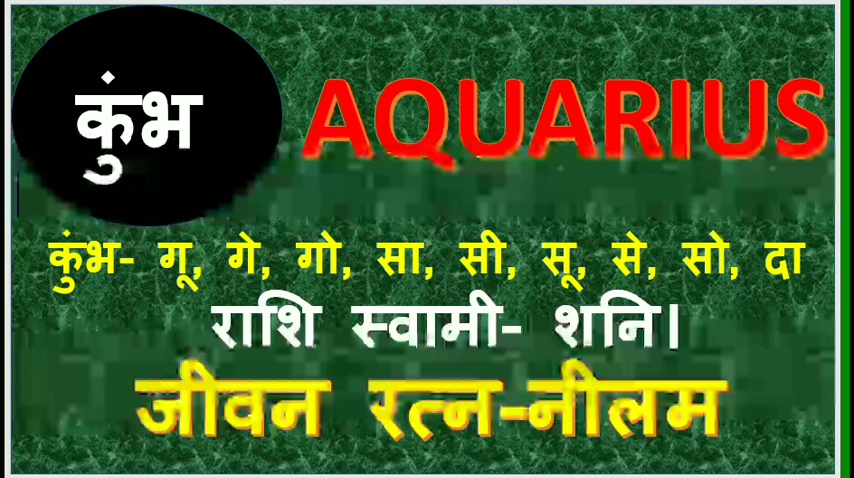 कुंभ
AQUARIUS
कुंभ- गू, गे, गो, सा, सी, सू, से, सो, दा
राशि स्वामी- शनि।
जीवन रत्न-नीलम